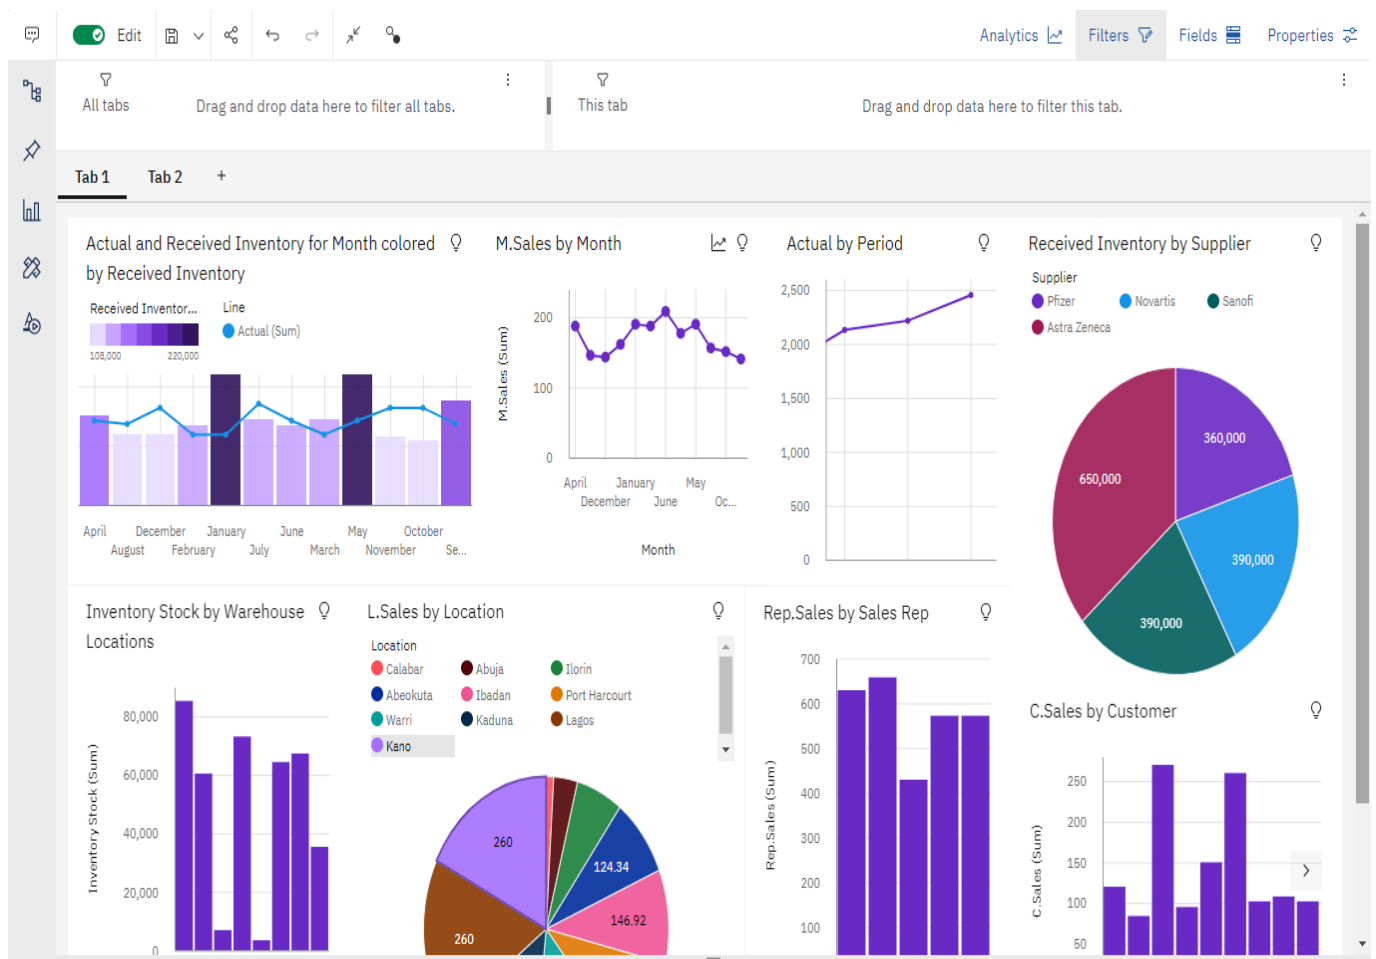 Edit
Analytics
Filters
Fields
Properties
All tabs
Drag and drop data here to filter all tabs.
This tab
Drag and drop data here to filter this tab.
Tab 1
Tab 2
+
Actual and Received Inventory for Month colored
by Received Inventory
Received Inventor...
Line
108,000
220,000
Actual (Sum)
April
December
January
June
May
October
August
February
July
March
November
Se...
M.Sales by Month
M.Sales (Sum)
200
100
0
April
January
May
December
June
Oc...
Month
Actual by Period
2,500
2,000
1,500
1,000
500
0
Received Inventory by Supplier
Supplier
Pfizer
Novartis
Sanofi
Astra Zeneca
360,000
650,000
390,000
390,000
Inventory Stock by Warehouse
Locations
Inventory Stock (Sum)
80,000
60,000
40,000
20,000
0
L.Sales by Location
Location
Calabar
Abuja
Ilorin
Abeokuta
Ibadan
Port Harcourt
Warri
Kaduna
Lagos
Kano
260
124.34
146.92
260
Rep.Sales by Sales Rep
Rep.Sales (Sum)
700
600
500
400
300
200
100
C.Sales by Customer
C.Sales (Sum)
250
200
150
100
50